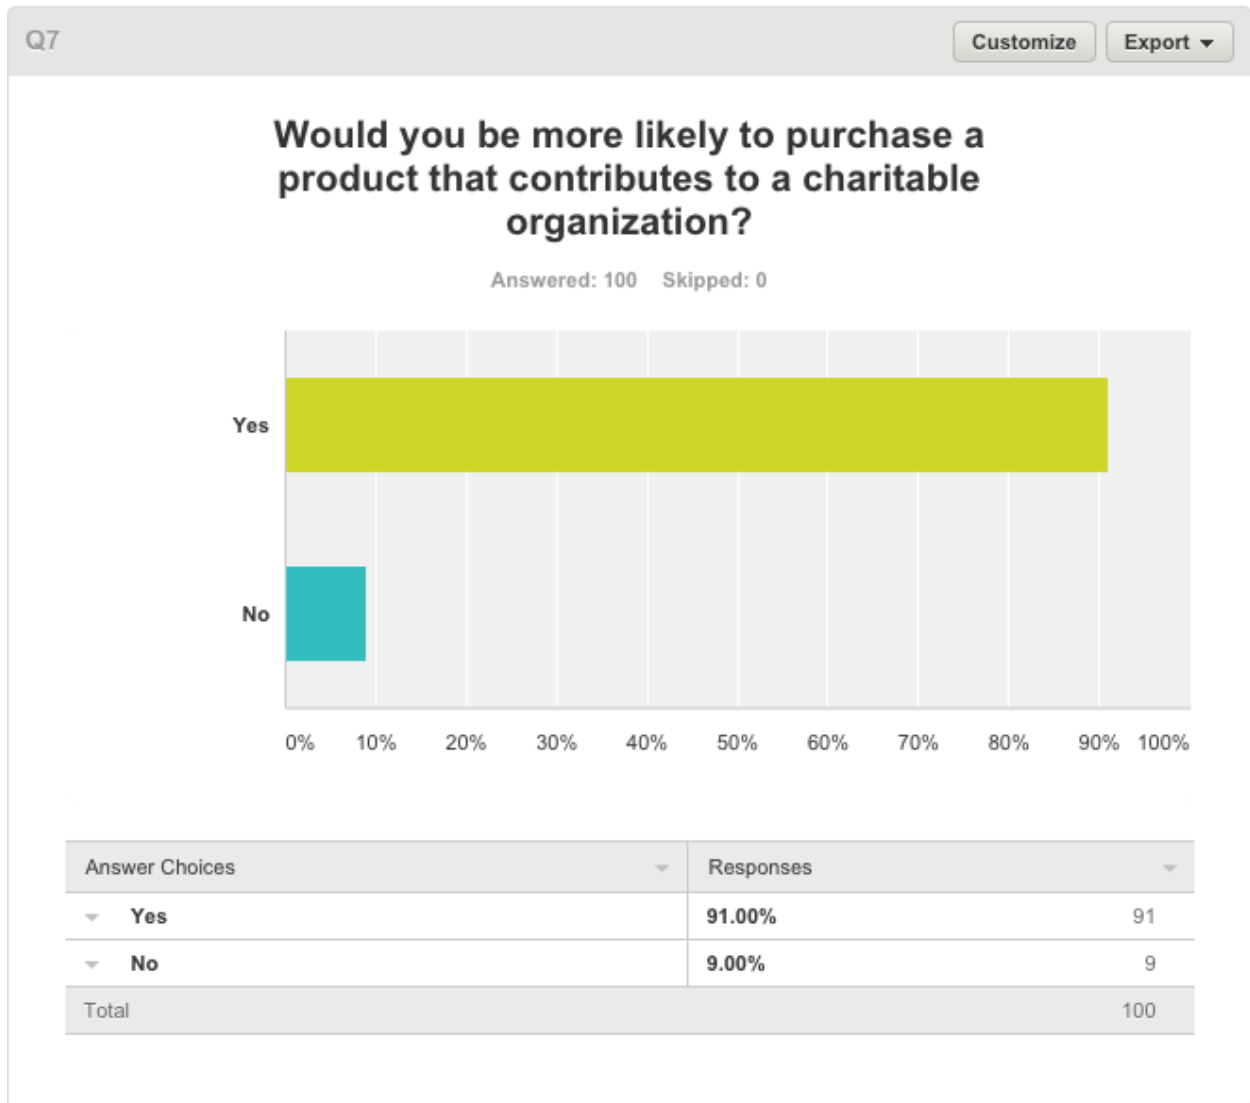 Q7
Customize
Export
Would you be more likely to purchase a
product that contributes to a charitable
organization?
Answered: 100 Skipped: 0
Yes
No
0% 10% 20% 30% 40% 50% 60% 70% 80% 90% 100%
Answer Choices Responses
Yes 91.00% 91
No 9.00% 9
Total 100